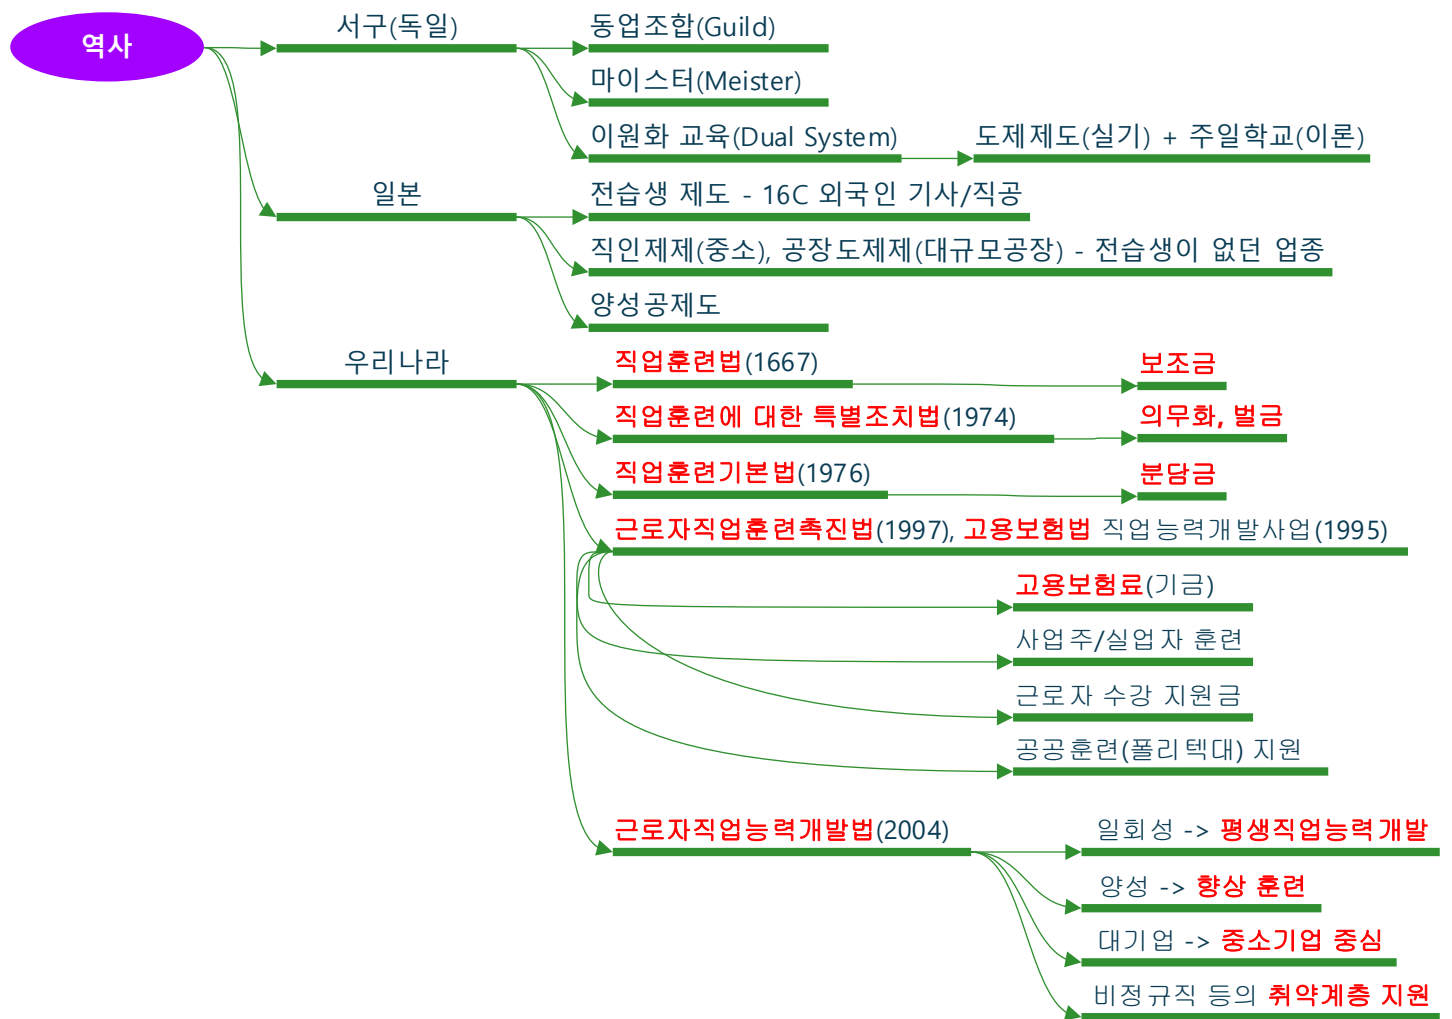 역사
서구(독일)
동업조합(Guild)
마이스터(Meister)
이원화 교육(Dual System)
도제제도(실기) + 주일학교(이론)
일본
전습생 제도 - 16C 외국인 기사/직공
직인제제(중소), 공장도제제(대규모공장) - 전습생이 없던 업종
양성공제도
우리나라
직업훈련법(1667)
보조금
직업훈련에 대한 특별조치법(1974)
의무화, 벌금
직업훈련기본법(1976)
분담금
근로자직업훈련촉진법(1997), 고용보험법 직업능력개발사업(1995)
고용보험료(기금)
사업주/실업자 훈련
근로자 수강 지원금
공공훈련(폴리텍대) 지원
근로자직업능력개발법(2004)
일회성 -> 평생직업능력개발
양성 -> 향상 훈련
대기업 -> 중소기업 중심
비정규직 등의 취약계층 지원